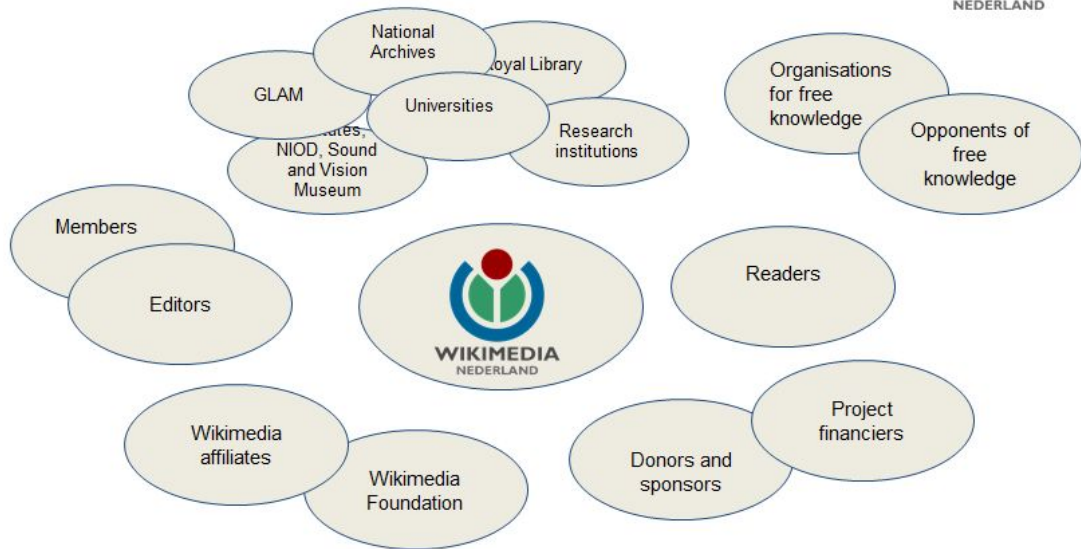 NEDERLAND
National
Archives
Royal Library
GLAM
Universities
Research
institutions
NIOD, Sound
and Vision
Museum
Organisations
for free
knowledge
Opponents of
free
knowledge
Members
Editors
WIKIMEDIA
NEDERLAND
Readers
Wikimedia
affiliates
Wikimedia
Foundation
Donors and
sponsors
Project
financiers